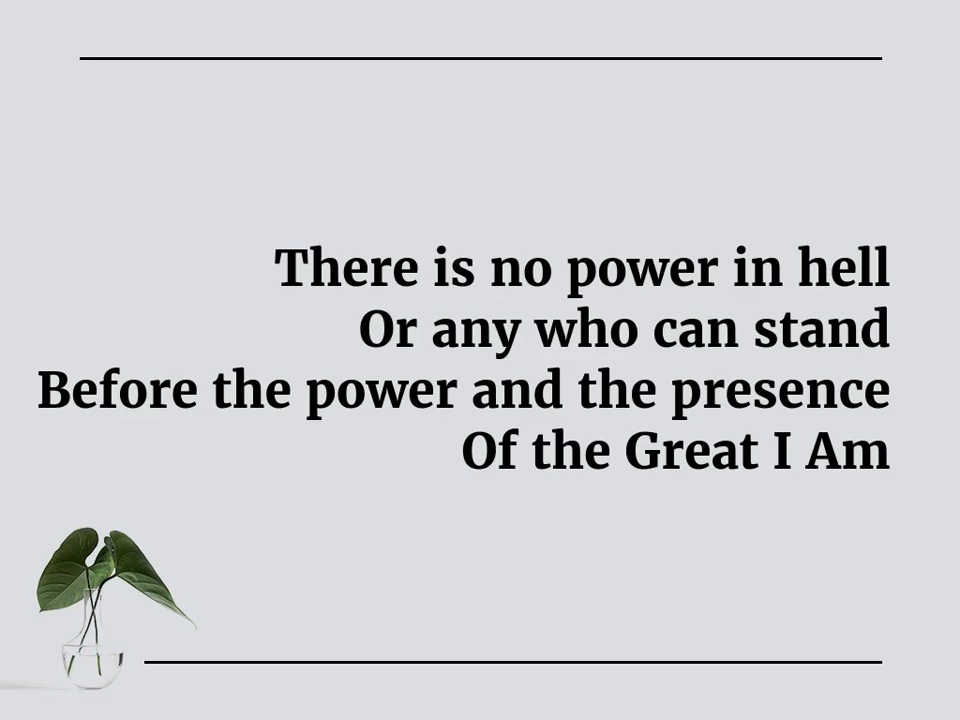 There is no power in hell
Or any who can stand
Before the power and the presence
Of the Great I Am